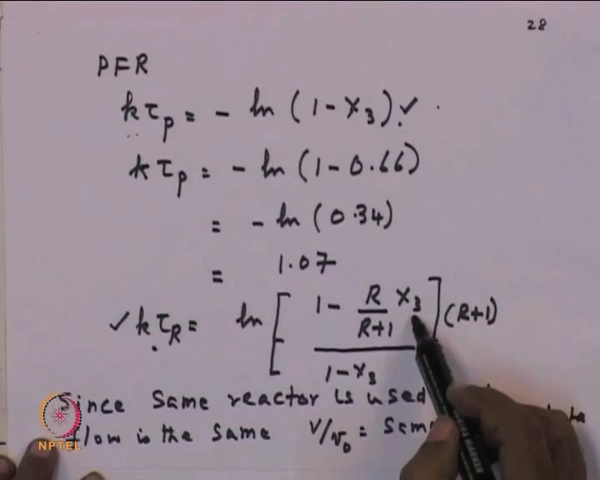 28
PFR
kτp = - ln (1 - X3) ✓.
kτp = - ln (1 - 0.66)
= - ln (0.34)
= 1.07
✓ kτR = ln [ (1 - R/(R+1) X3) / (1 - X3) ] (R+1)
Since same reactor is used
flow is the same V/v0 = Sam
NPTEL